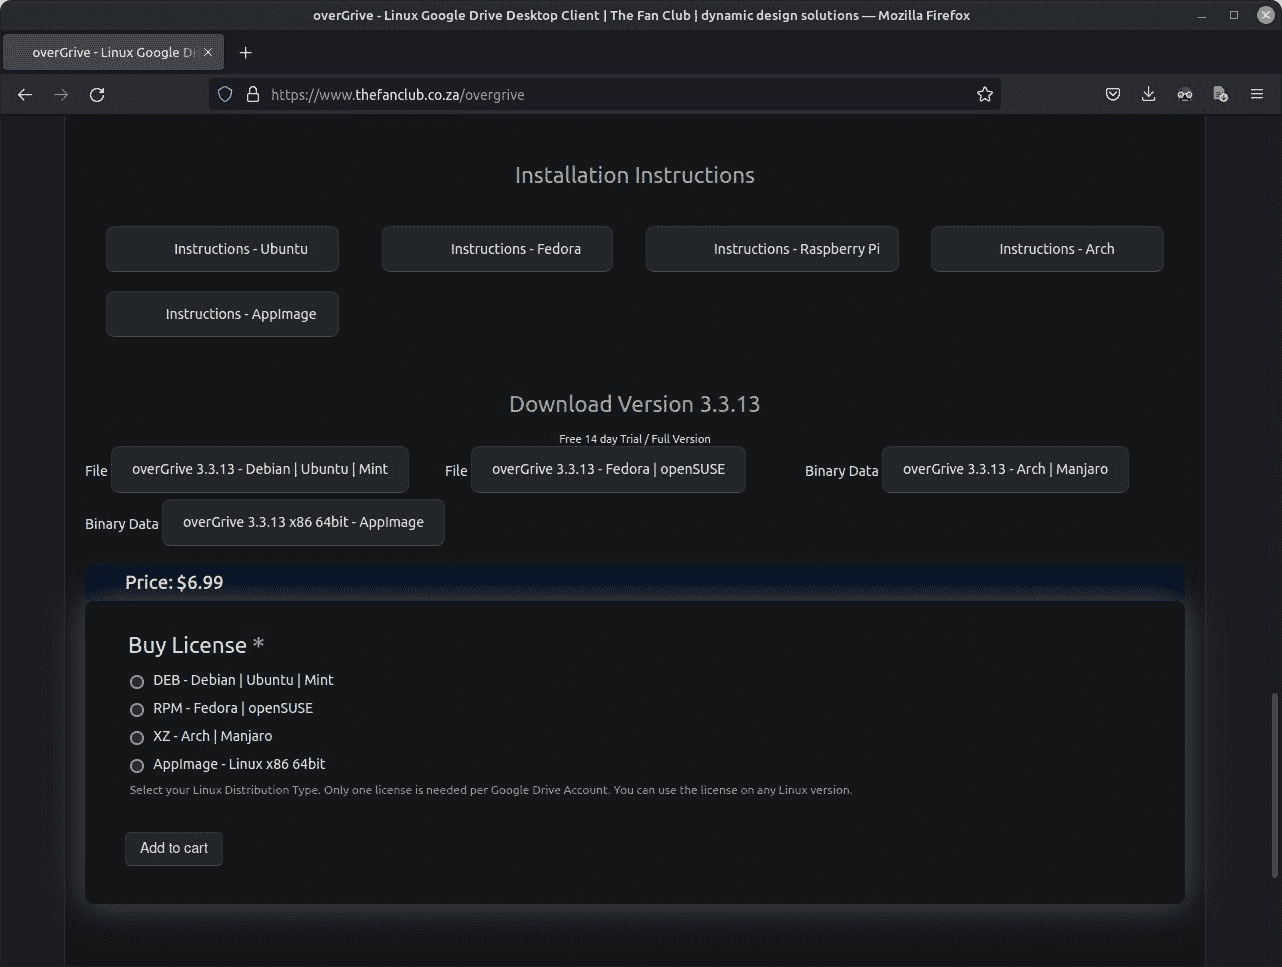 overGrive - Linux Google Drive Desktop Client | The Fan Club | dynamic design solutions — Mozilla Firefox
overGrive - Linux Google Dr
https://www.thefanclub.co.za/overgrive
Installation Instructions
Instructions - Ubuntu
Instructions - Fedora
Instructions - Raspberry Pi
Instructions - Arch
Instructions - AppImage
Download Version 3.3.13
Free 14 day Trial / Full Version
File overGrive 3.3.13 - Debian | Ubuntu | Mint
File overGrive 3.3.13 - Fedora | openSUSE
Binary Data overGrive 3.3.13 - Arch | Manjaro
Binary Data overGrive 3.3.13 x86 64bit - AppImage
Price: $6.99
Buy License *
DEB - Debian | Ubuntu | Mint
RPM - Fedora | openSUSE
XZ - Arch | Manjaro
AppImage - Linux x86 64bit
Select your Linux Distribution Type. Only one license is needed per Google Drive Account. You can use the license on any Linux version.
Add to cart